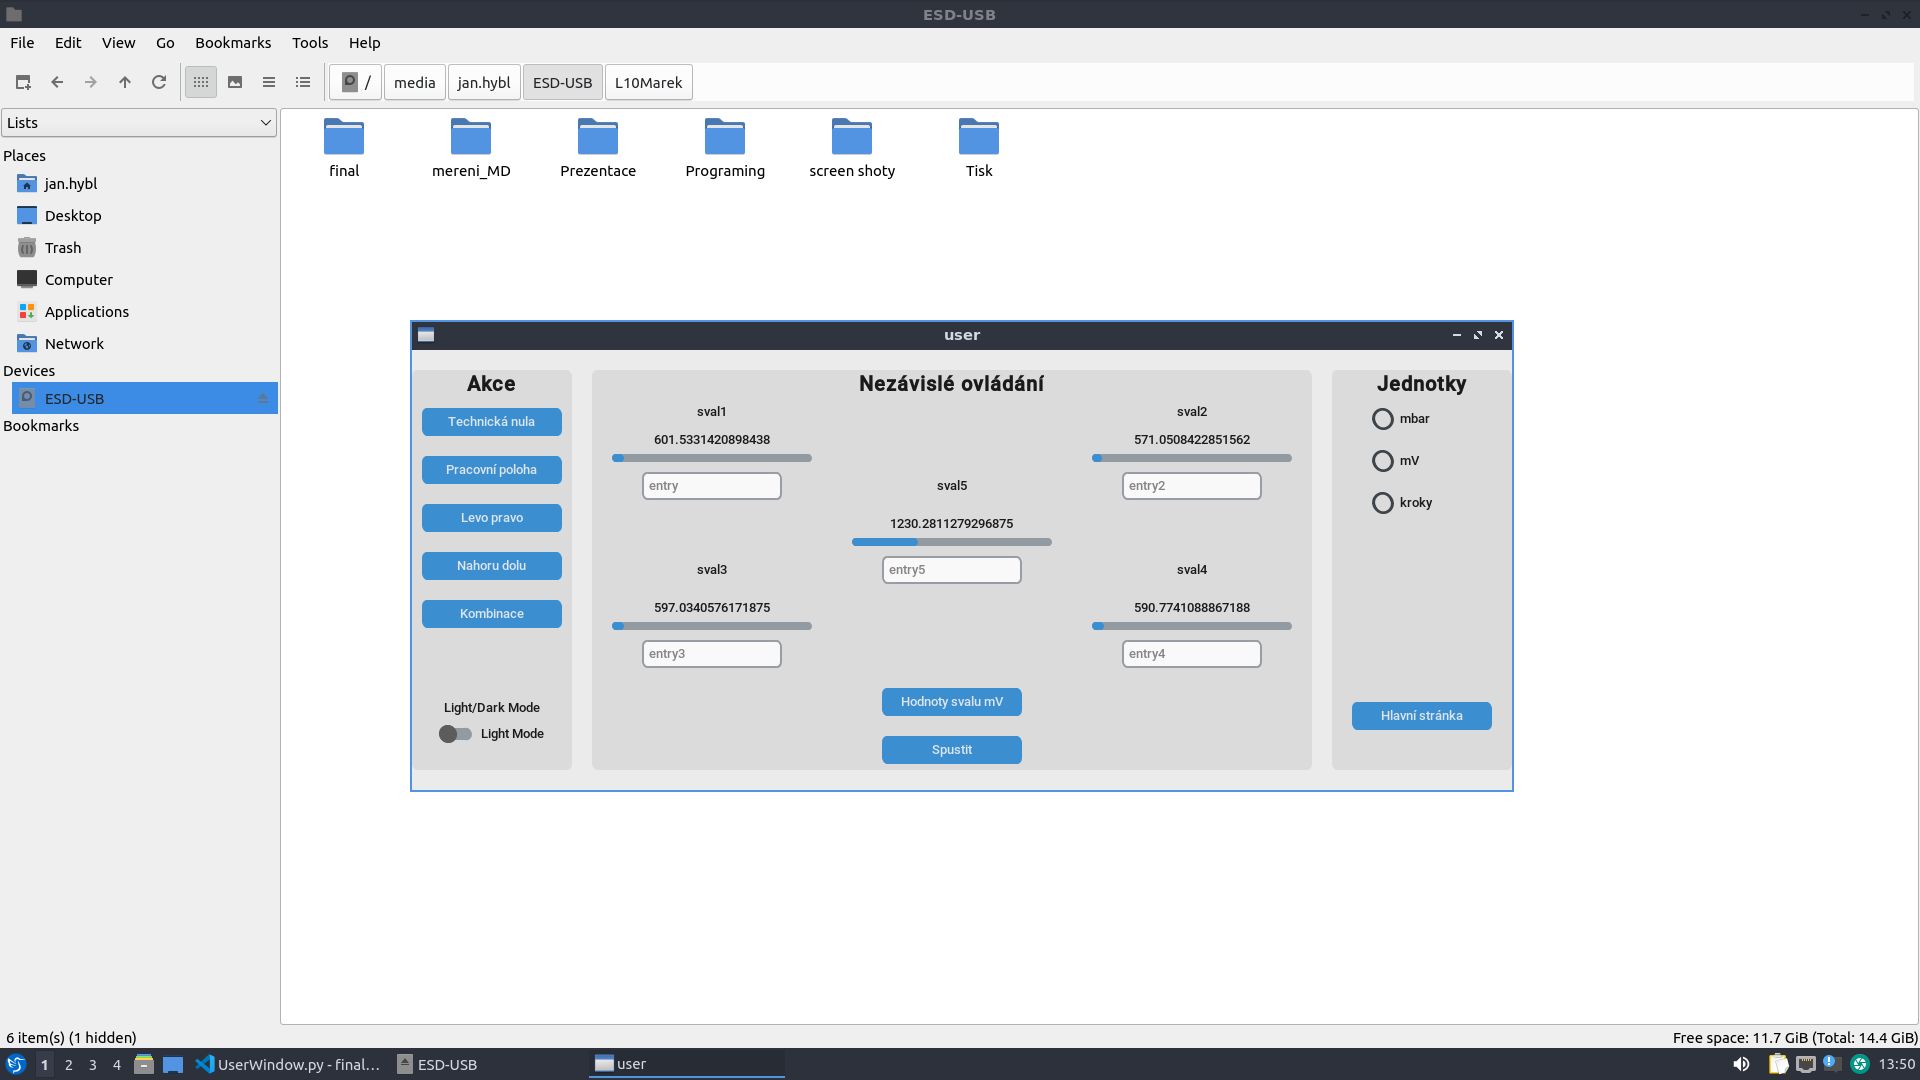 ESD-USB
File Edit View Go Bookmarks Tools Help
/ media jan.hybl ESD-USB L10Marek
Lists
Places
jan.hybl
Desktop
Trash
Computer
Applications
Network
Devices
ESD-USB
Bookmarks
final mereni_MD Prezentace Programing screen shoty Tisk
user
Akce
Technická nula
Pracovní poloha
Levo pravo
Nahoru dolu
Kombinace
Light/Dark Mode
Light Mode
Nezávislé ovládání
sval1
601.5331420898438
entry
sval2
571.0508422851562
entry2
sval5
1230.2811279296875
entry5
sval3
597.0340576171875
entry3
sval4
590.7741088867188
entry4
Hodnoty svalu mV
Spustit
Jednotky
mbar
mV
kroky
Hlavní stránka
6 item(s) (1 hidden)
Free space: 11.7 GiB (Total: 14.4 GiB)
1 2 3 4 UserWindow.py - final... ESD-USB user 13:50